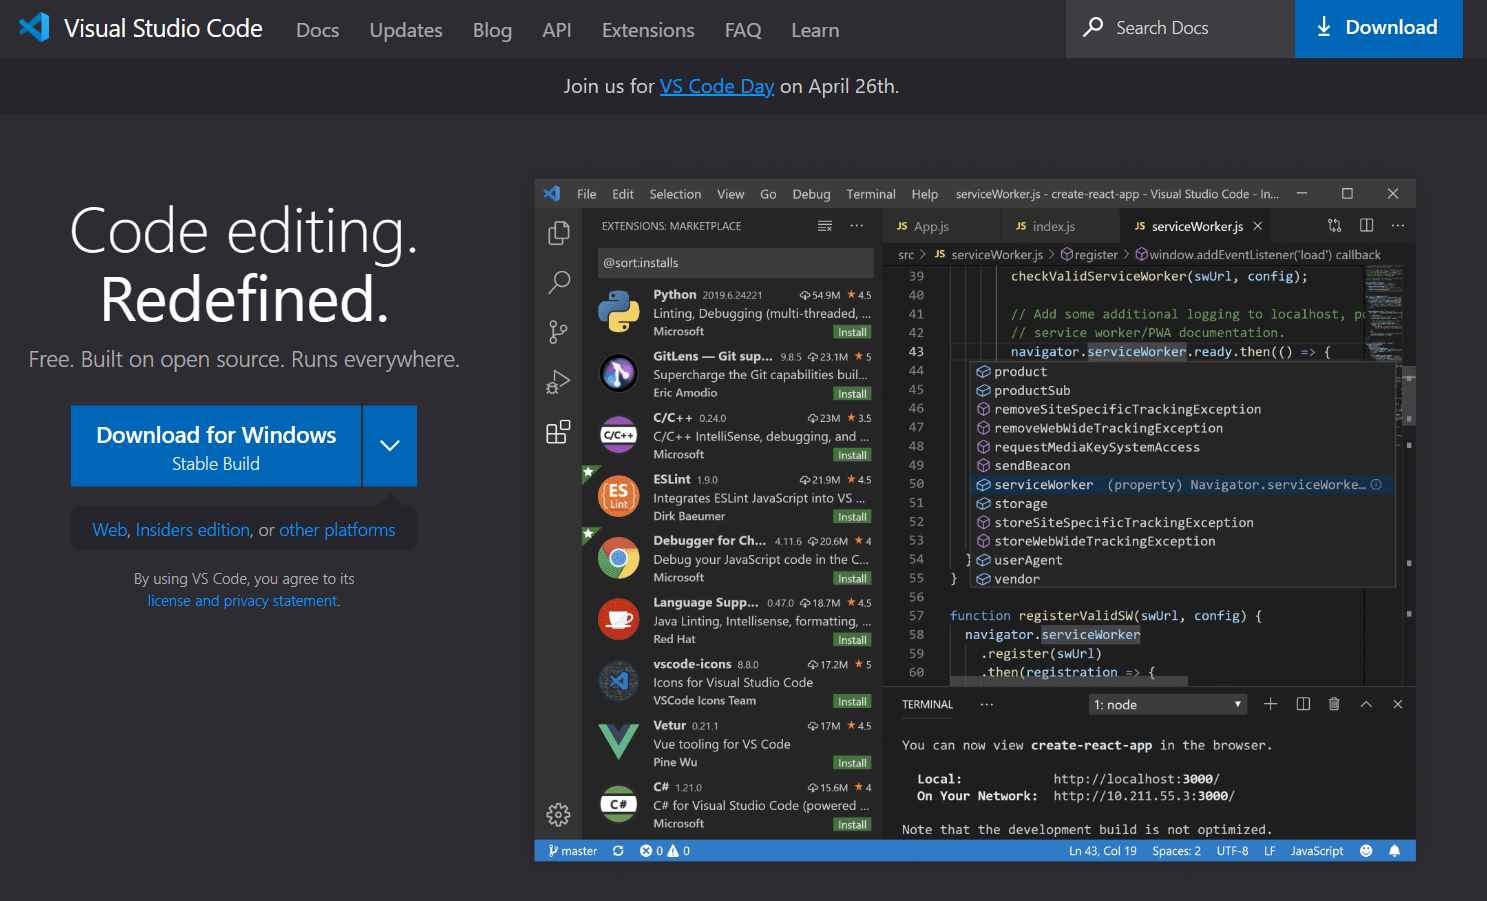 Visual Studio Code Docs Updates Blog API Extensions FAQ Learn Search Docs Download
Join us for VS Code Day on April 26th.
Code editing.
Redefined.
Free. Built on open source. Runs everywhere.
Download for Windows
Stable Build
Web, Insiders edition, or other platforms
By using VS Code, you agree to its
license and privacy statement.
File Edit Selection View Go Debug Terminal Help serviceWorker.js - create-react-app - Visual Studio Code - In...
EXTENSIONS: MARKETPLACE
@sort:installs
Python 2019.6.24221 54.9M ★ 4.5
Linting, Debugging (multi-threaded, ...
Microsoft Install
GitLens — Git sup... 9.8.5 23.1M ★ 5
Supercharge the Git capabilities buil...
Eric Amodio Install
C/C++
C/C++ 0.24.0 23M ★ 3.5
C/C++ IntelliSense, debugging, and ...
Microsoft Install
ES
Lint
ESLint 1.9.0 21.9M ★ 4.5
Integrates ESLint JavaScript into VS ...
Dirk Baeumer Install
Debugger for Ch... 4.11.6 20.6M ★ 4
Debug your JavaScript code in the C...
Microsoft Install
Language Supp... 0.47.0 18.7M ★ 4.5
Java Linting, Intellisense, formatting, ...
Red Hat Install
vscode-icons 8.8.0 17.2M ★ 5
Icons for Visual Studio Code
VSCode Icons Team Install
Vetur 0.21.1 17M ★ 4.5
Vue tooling for VS Code
Pine Wu Install
C#
C# 1.21.0 15.6M ★ 4
C# for Visual Studio Code (powered ...
Microsoft Install
JS App.js JS index.js JS serviceWorker.js
src > JS serviceWorker.js > register > window.addEventListener('load') callback
39 checkValidServiceWorker(swUrl, config);
40
41 // Add some additional logging to localhost, po
42 // service worker/PWA documentation.
43 navigator.serviceWorker.ready.then(() => {
44 product
45 productSub
46 removeSiteSpecificTrackingException
47 removeWebWideTrackingException
48 requestMediaKeySystemAccess
49 sendBeacon
50 serviceWorker (property) Navigator.serviceWorke...
51 storage
52 storeSiteSpecificTrackingException
53 storeWebWideTrackingException
54 } userAgent
55 } vendor
56
57 function registerValidSW(swUrl, config) {
58 navigator.serviceWorker
59 .register(swUrl)
60 .then(registration => {
TERMINAL ... 1: node
You can now view create-react-app in the browser.
Local: http://localhost:3000/
On Your Network: http://10.211.55.3:3000/
Note that the development build is not optimized.
master 0 0 Ln 43, Col 19 Spaces: 2 UTF-8 LF JavaScript